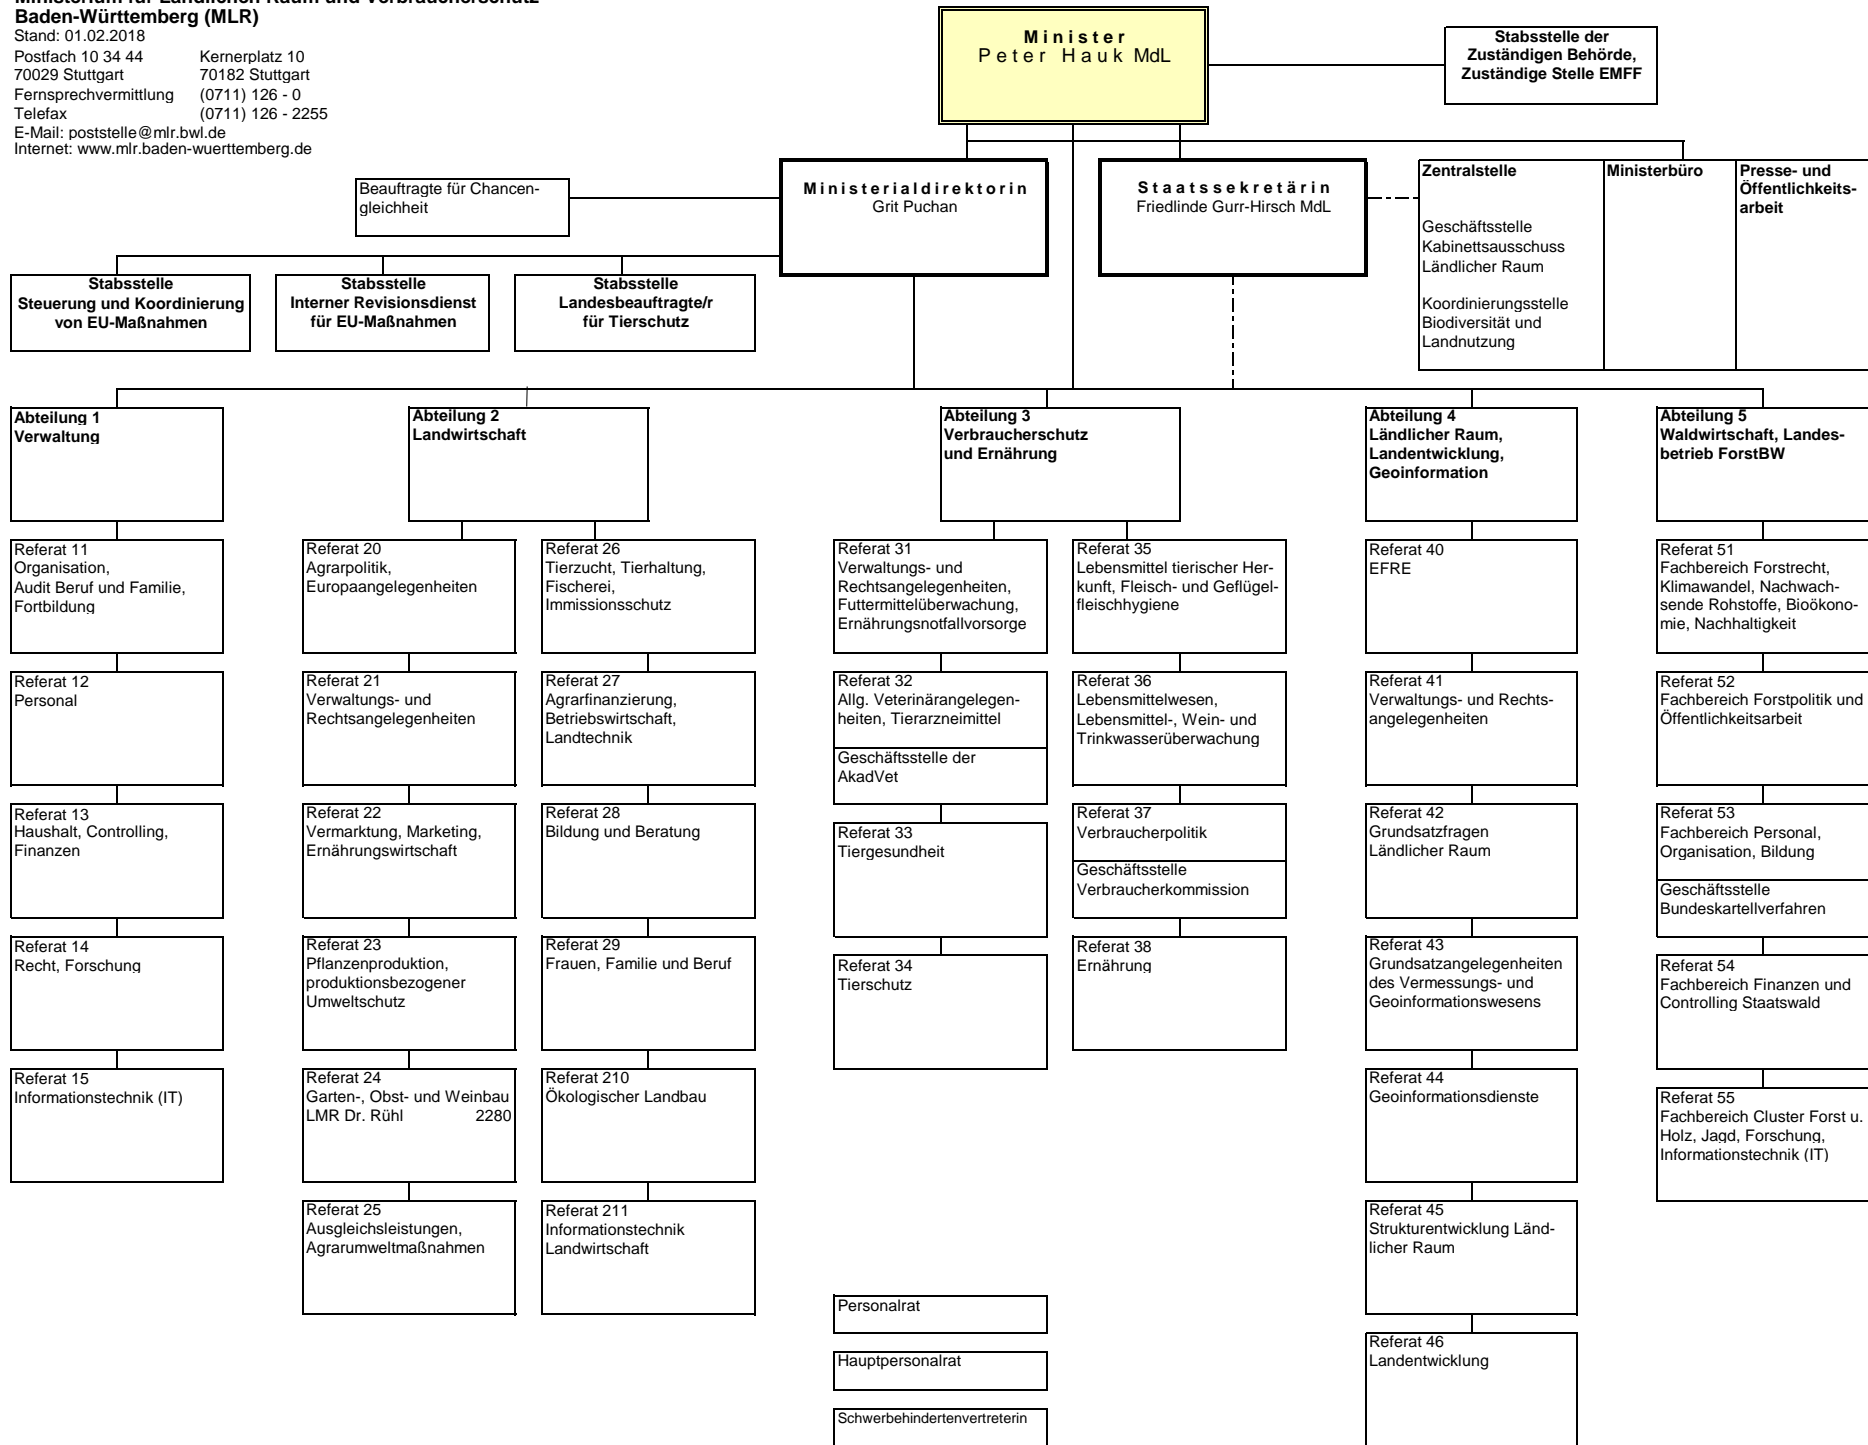 Ministerium für Ländlichen Raum und Verbraucherschutz
Baden-Württemberg (MLR)
Stand: 01.02.2018
Postfach 10 34 44 Kernerplatz 10
70029 Stuttgart 70182 Stuttgart
Fernsprechvermittlung (0711) 126 - 0
Telefax (0711) 126 - 2255
E-Mail: poststelle@mlr.bwl.de
Internet: www.mlr.baden-wuerttemberg.de
Minister
Peter Hauk MdL
Stabsstelle der
Zuständigen Behörde,
Zuständige Stelle EMFF
Beauftragte für Chancen-
gleichheit
Ministerialdirektorin
Grit Puchan
Staatssekretärin
Friedlinde Gurr-Hirsch MdL
Zentralstelle
Geschäftsstelle
Kabinettsausschuss
Ländlicher Raum
Koordinierungsstelle
Biodiversität und
Landnutzung
Ministerbüro
Presse- und
Öffentlichkeits-
arbeit
Stabsstelle
Steuerung und Koordinierung
von EU-Maßnahmen
Stabsstelle
Interner Revisionsdienst
für EU-Maßnahmen
Stabsstelle
Landesbeauftragte/r
für Tierschutz
Abteilung 1
Verwaltung
Referat 11
Organisation,
Audit Beruf und Familie,
Fortbildung
Referat 12
Personal
Referat 13
Haushalt, Controlling,
Finanzen
Referat 14
Recht, Forschung
Referat 15
Informationstechnik (IT)
Abteilung 2
Landwirtschaft
Referat 20
Agrarpolitik,
Europaangelegenheiten
Referat 21
Verwaltungs- und
Rechtsangelegenheiten
Referat 22
Vermarktung, Marketing,
Ernährungswirtschaft
Referat 23
Pflanzenproduktion,
produktionsbezogener
Umweltschutz
Referat 24
Garten-, Obst- und Weinbau
LMR Dr. Rühl 2280
Referat 25
Ausgleichsleistungen,
Agrarumweltmaßnahmen
Referat 26
Tierzucht, Tierhaltung,
Fischerei,
Immissionsschutz
Referat 27
Agrarfinanzierung,
Betriebswirtschaft,
Landtechnik
Referat 28
Bildung und Beratung
Referat 29
Frauen, Familie und Beruf
Referat 210
Ökologischer Landbau
Referat 211
Informationstechnik
Landwirtschaft
Abteilung 3
Verbraucherschutz
und Ernährung
Referat 31
Verwaltungs- und
Rechtsangelegenheiten,
Futtermittelüberwachung,
Ernährungsnotfallvorsorge
Referat 32
Allg. Veterinärangelegen-
heiten, Tierarzneimittel
Geschäftsstelle der
AkadVet
Referat 33
Tiergesundheit
Referat 34
Tierschutz
Referat 35
Lebensmittel tierischer Her-
kunft, Fleisch- und Geflügel-
fleischhygiene
Referat 36
Lebensmittelwesen,
Lebensmittel-, Wein- und
Trinkwasserüberwachung
Referat 37
Verbraucherpolitik
Geschäftsstelle
Verbraucherkommission
Referat 38
Ernährung
Abteilung 4
Ländlicher Raum,
Landentwicklung,
Geoinformation
Referat 40
EFRE
Referat 41
Verwaltungs- und Rechts-
angelegenheiten
Referat 42
Grundsatzfragen
Ländlicher Raum
Referat 43
Grundsatzangelegenheiten
des Vermessungs- und
Geoinformationswesens
Referat 44
Geoinformationsdienste
Referat 45
Strukturentwicklung Länd-
licher Raum
Referat 46
Landentwicklung
Abteilung 5
Waldwirtschaft, Landes-
betrieb ForstBW
Referat 51
Fachbereich Forstrecht,
Klimawandel, Nachwach-
sende Rohstoffe, Bioökono-
mie, Nachhaltigkeit
Referat 52
Fachbereich Forstpolitik und
Öffentlichkeitsarbeit
Referat 53
Fachbereich Personal,
Organisation, Bildung
Geschäftsstelle
Bundeskartellverfahren
Referat 54
Fachbereich Finanzen und
Controlling Staatswald
Referat 55
Fachbereich Cluster Forst u.
Holz, Jagd, Forschung,
Informationstechnik (IT)
Personalrat
Hauptpersonalrat
Schwerbehindertenvertreterin